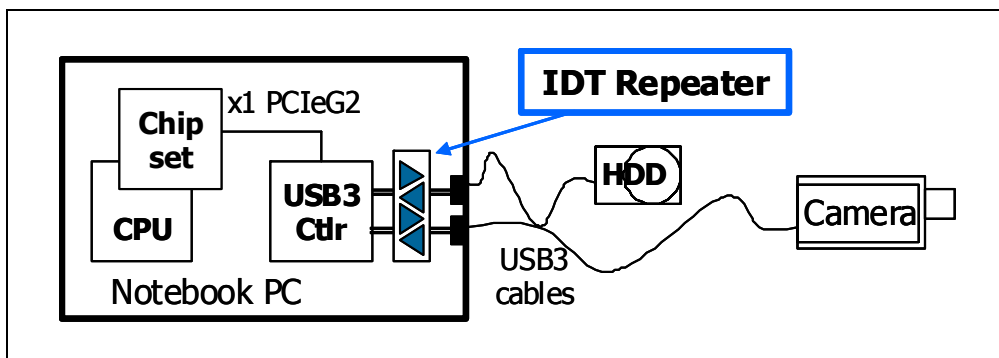 IDT Repeater
x1 PCIeG2
Chip
set
CPU
USB3
Ctlr
HDD
Camera
USB3
cables
Notebook PC